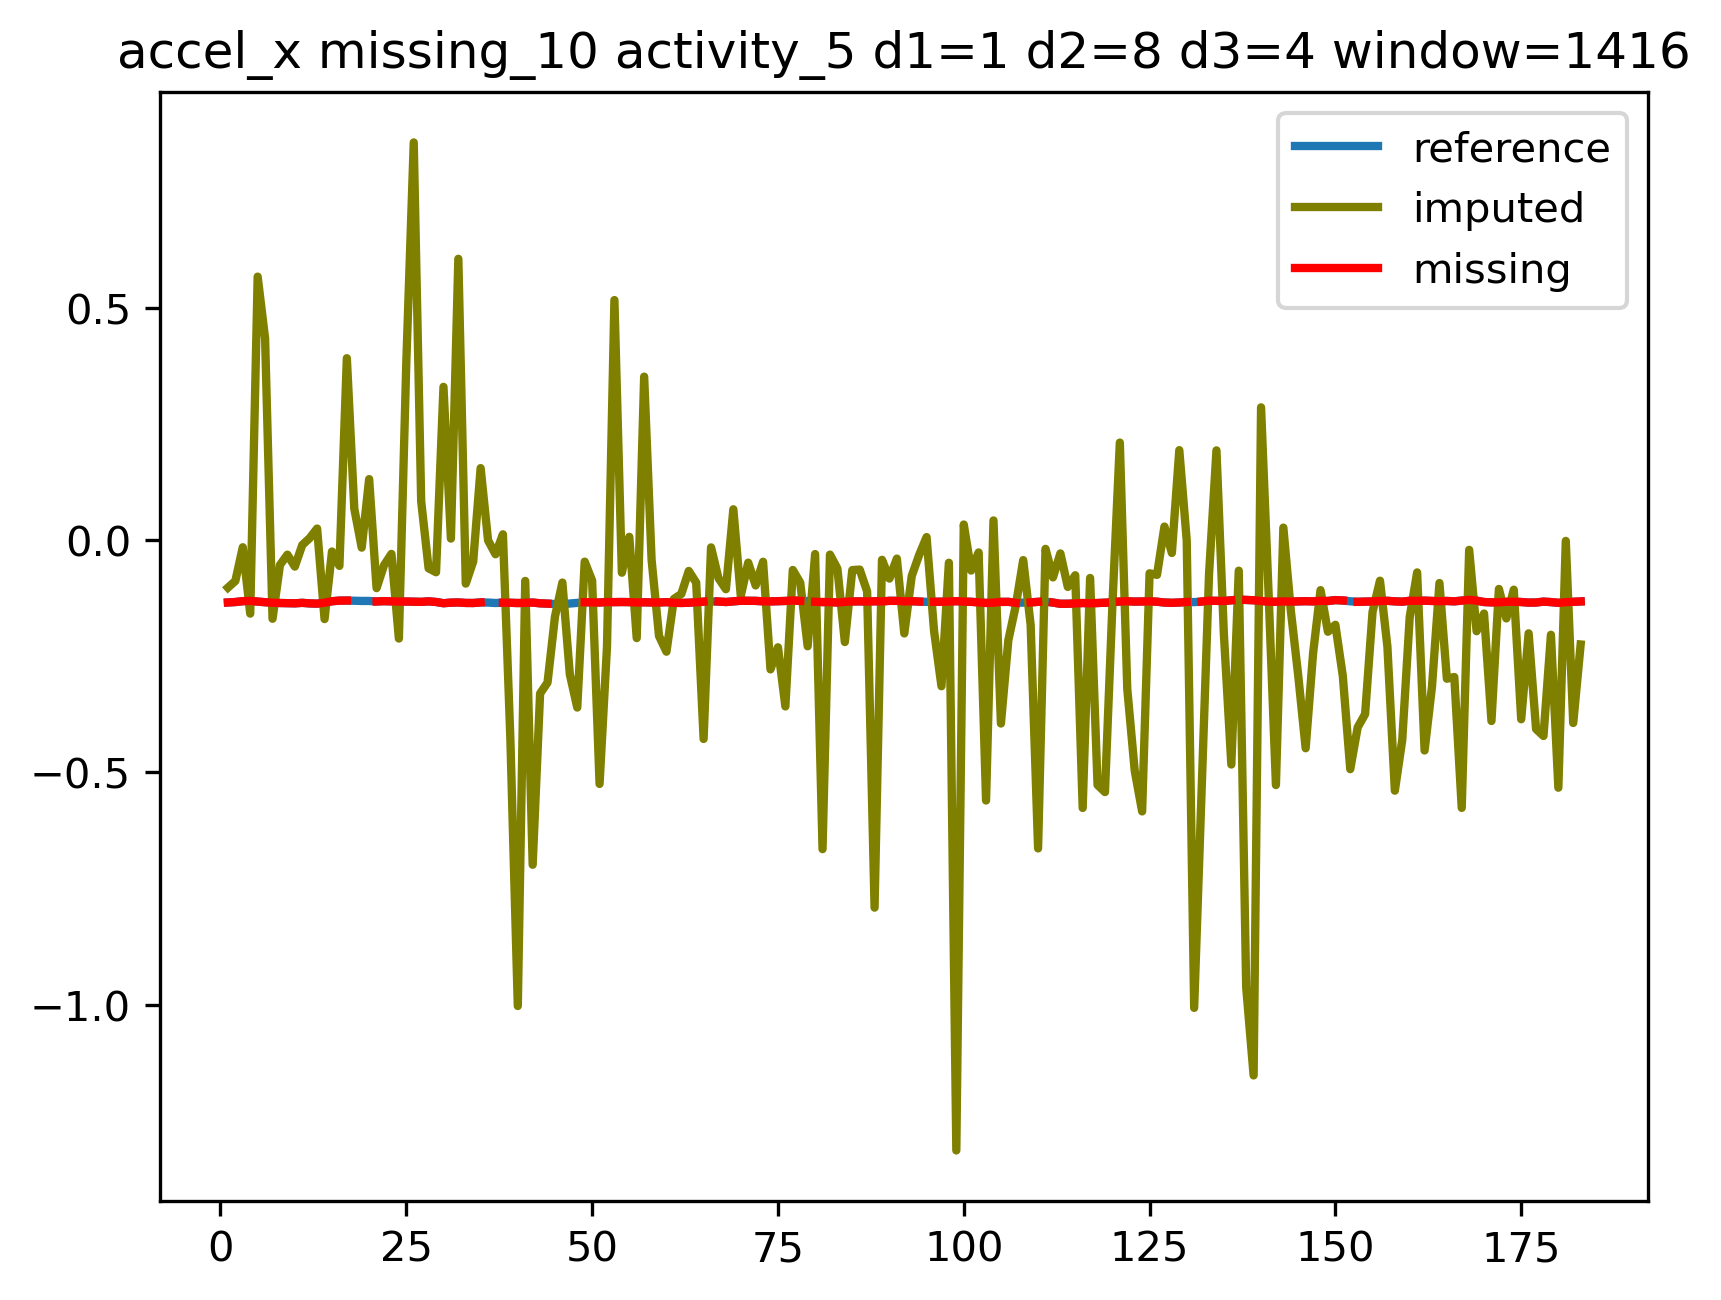 accel_x missing_10 activity_5 d1=1 d2=8 d3=4 window=1416
reference
imputed
missing
0.5
0.0
−0.5
−1.0
0 25 50 75 100 125 150 175